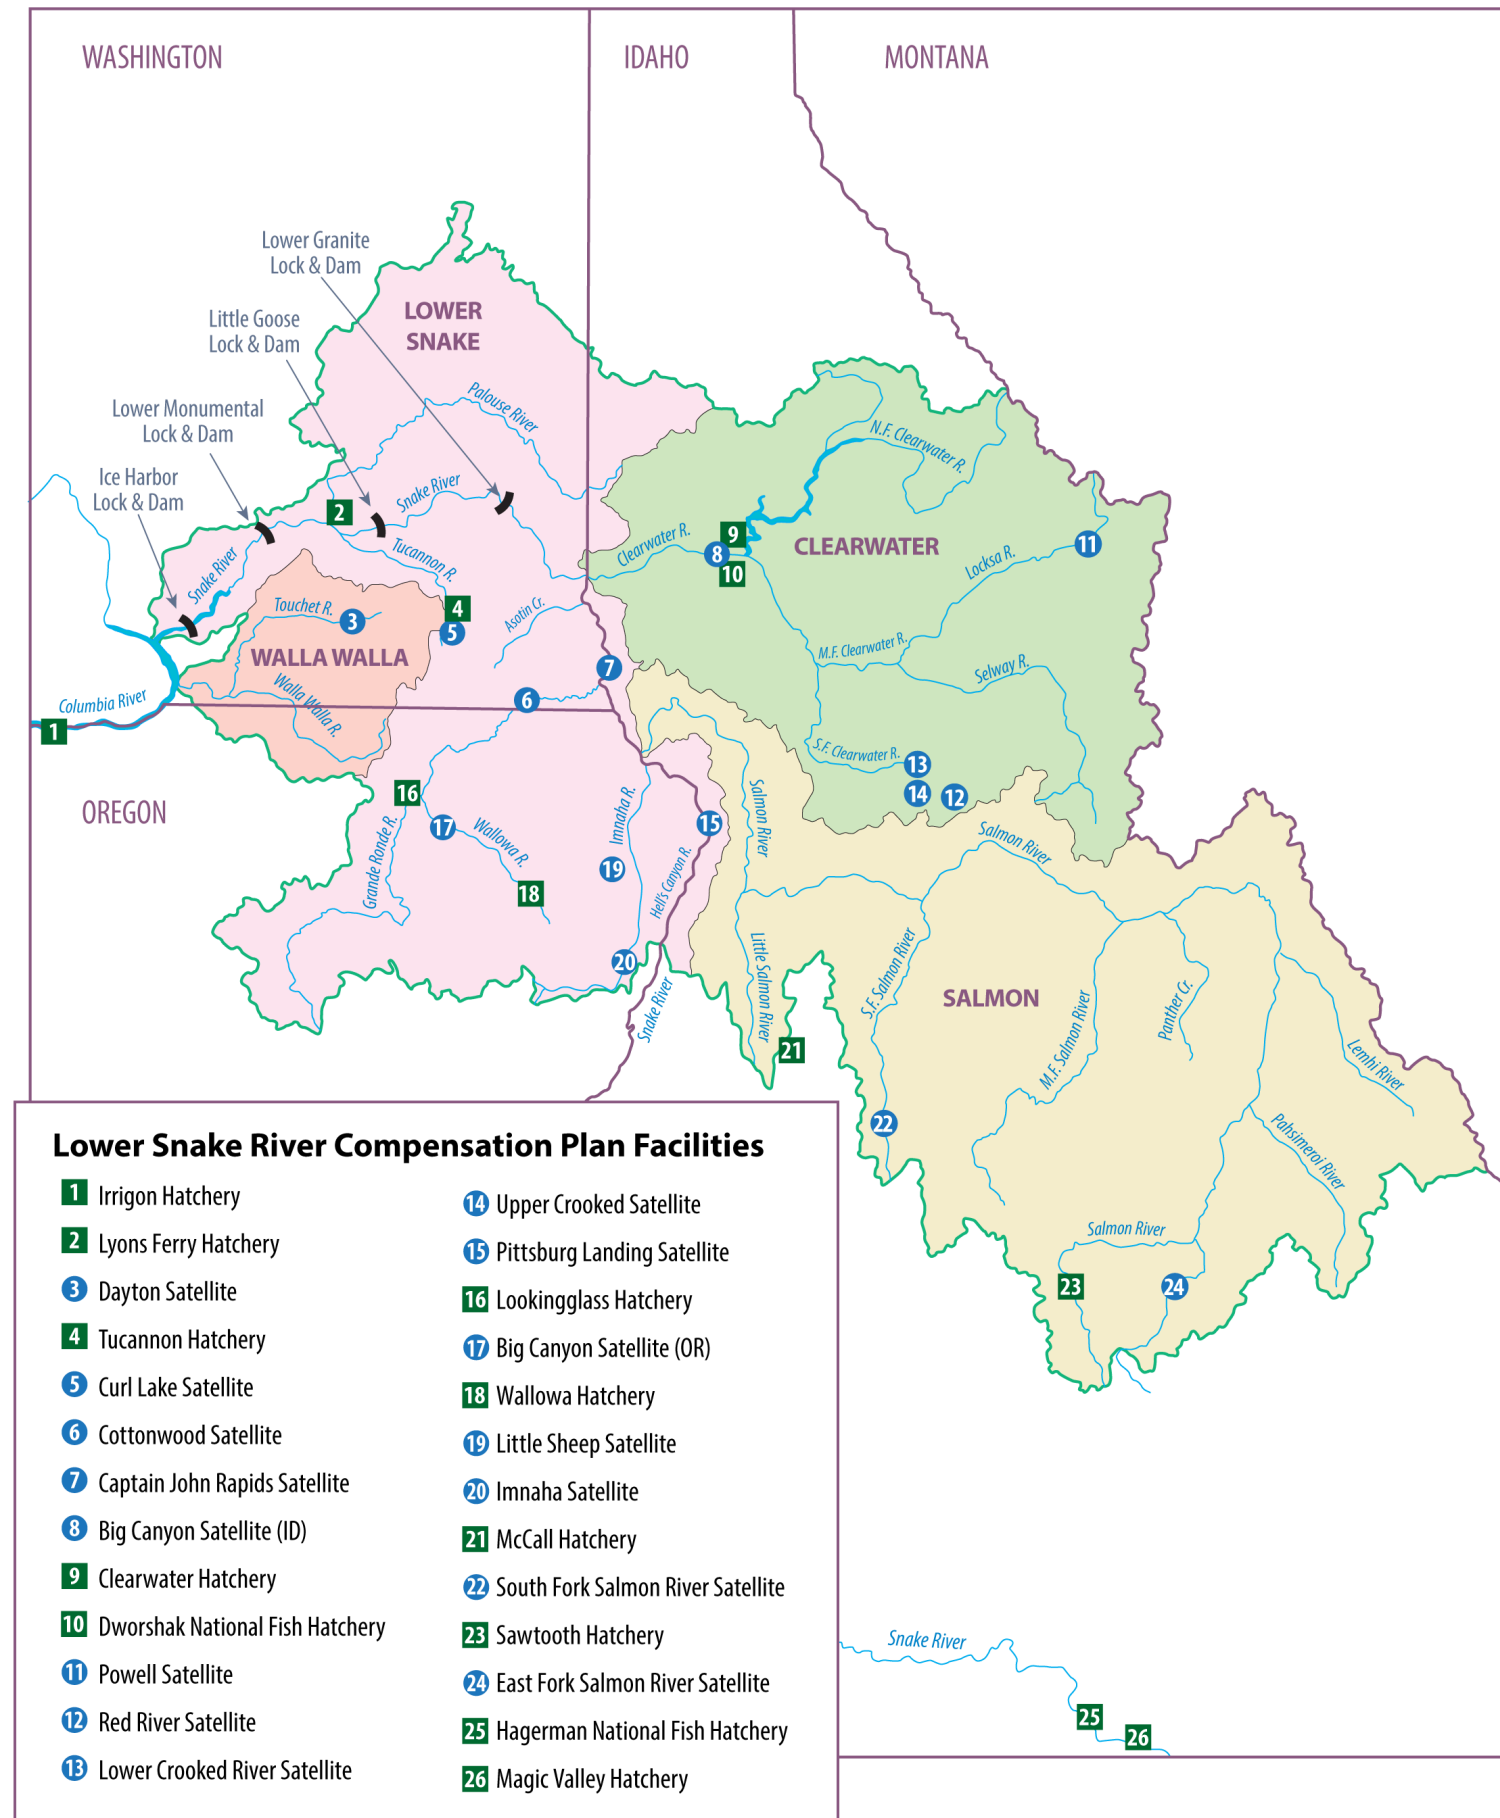 WASHINGTON
IDAHO
MONTANA
Lower Granite
Lock & Dam
LOWER
SNAKE
Little Goose
Lock & Dam
Palouse River
Lower Monumental
Lock & Dam
N.F. Clearwater R.
Ice Harbor
Lock & Dam
Snake River
2
Clearwater R.
9
8
10
CLEARWATER
11
Locksa R.
Tucannon R.
Snake River
Touchet R.
3
4
5
Asotin Cr.
WALLA WALLA
M.F. Clearwater R.
Selway R.
7
6
Walla Walla R.
Columbia River
1
S.F. Clearwater R.
13
14
12
OREGON
16
17
Wallowa R.
Grande Ronde R.
18
Imnaha R.
19
15
Hell's Canyon R.
Salmon River
Salmon River
20
Snake River
Little Salmon River
21
S.F. Salmon River
SALMON
M.F. Salmon River
Panther Cr.
Lemhi River
22
Pahsimeroi River
Salmon River
23
24
Lower Snake River Compensation Plan Facilities
1 Irrigon Hatchery
2 Lyons Ferry Hatchery
3 Dayton Satellite
4 Tucannon Hatchery
5 Curl Lake Satellite
6 Cottonwood Satellite
7 Captain John Rapids Satellite
8 Big Canyon Satellite (ID)
9 Clearwater Hatchery
10 Dworshak National Fish Hatchery
11 Powell Satellite
12 Red River Satellite
13 Lower Crooked River Satellite
14 Upper Crooked Satellite
15 Pittsburg Landing Satellite
16 Lookingglass Hatchery
17 Big Canyon Satellite (OR)
18 Wallowa Hatchery
19 Little Sheep Satellite
20 Imnaha Satellite
21 McCall Hatchery
22 South Fork Salmon River Satellite
23 Sawtooth Hatchery
24 East Fork Salmon River Satellite
25 Hagerman National Fish Hatchery
26 Magic Valley Hatchery
Snake River
25
26